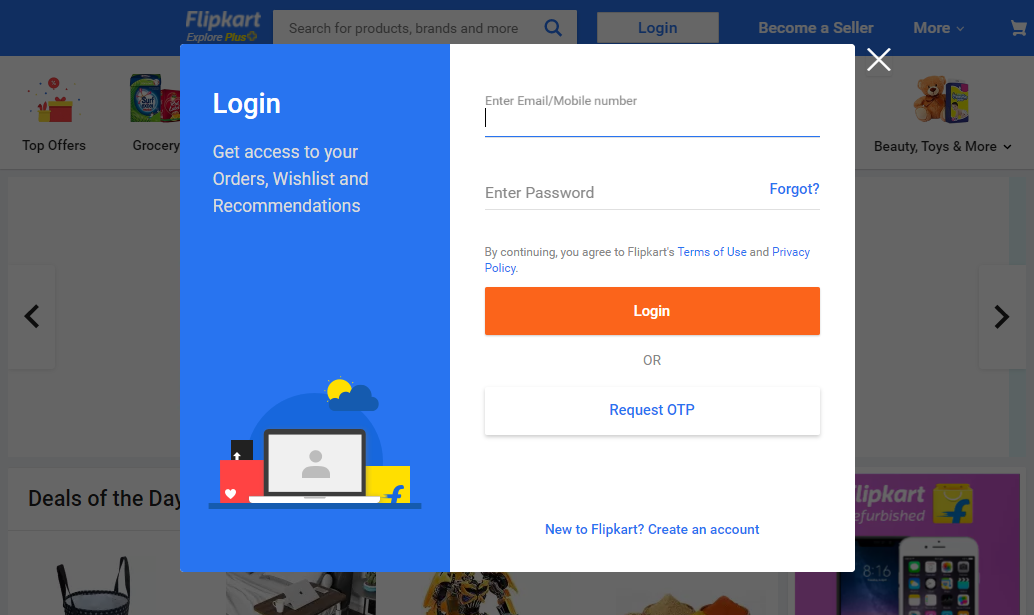 Flipkart
Explore Plus
Search for products, brands and more
Login
Become a Seller
More
Top Offers
Grocery
Beauty, Toys & More
Login
Get access to your
Orders, Wishlist and
Recommendations
Enter Email/Mobile number
Enter Password
Forgot?
By continuing, you agree to Flipkart's Terms of Use and Privacy
Policy.
Login
OR
Request OTP
New to Flipkart? Create an account
Deals of the Day
lipkart
efurbished
8:16